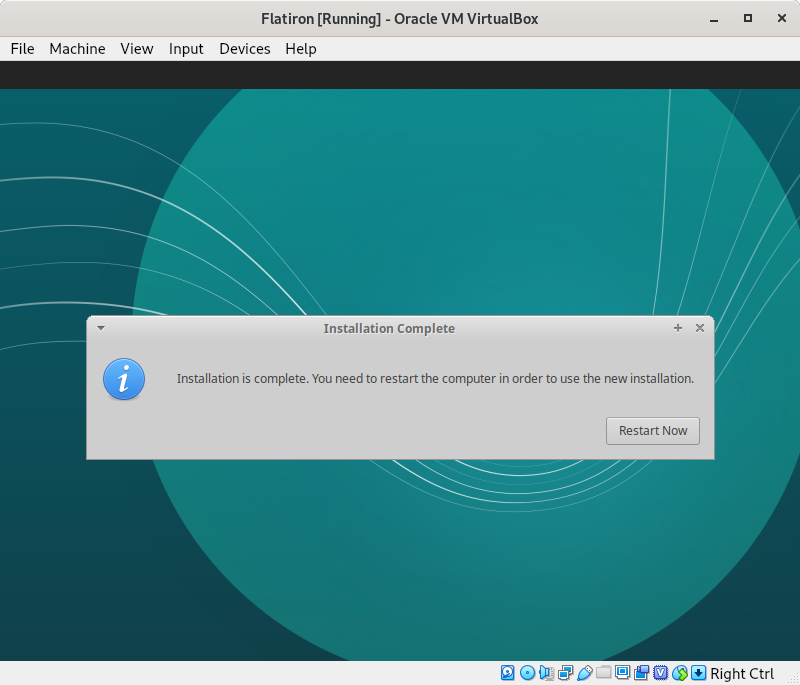 Flatiron [Running] - Oracle VM VirtualBox
File Machine View Input Devices Help
Installation Complete
Installation is complete. You need to restart the computer in order to use the new installation.
Restart Now
Right Ctrl